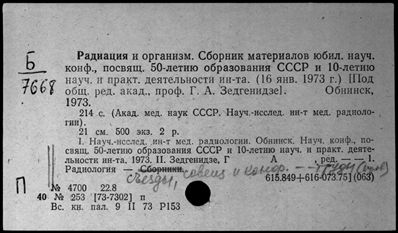 Б
7668
Радиация и организм. Сборник материалов юбил. науч.
конф., посвящ. 50-летию образования СССР и 10-летию
науч. и практ. деятельности ин-та. (16 янв. 1973 г.) [Под
общ. ред. акад., проф. Г. А. Зедгенидзе]. Обнинск,
1973.
214 с. (Акад. мед. наук СССР. Науч.-исслед. ин-т мед. радиоло-
гии).
21 см. 500 экз. 2 р.
I. Науч.-исслед. ин-т мед. радиологии. Обнинск. Науч. конф., по-
свящ. 50-летию образования СССР и 10-летию науч. и практ. деяте-
льности ин-та. 1973. II. Зедгенидзе, Г А , ред. — 1.
Радиология — Сборники.
съезды, совещ. и конф. —
615.849+616-073.75](063)
П
№ 4700 22.8
40 № 253 [73-7302] п
Вс. кн. пал. 9 II 73 Р153